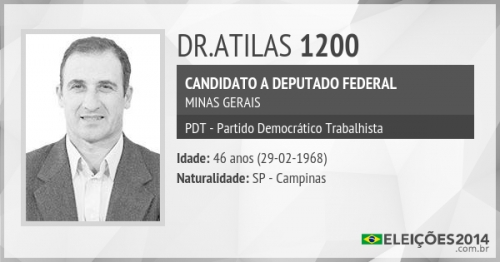 DR.ATILAS 1200
CANDIDATO A DEPUTADO FEDERAL
MINAS GERAIS
PDT - Partido Democrático Trabalhista
Idade: 46 anos (29-02-1968)
Naturalidade: SP - Campinas
ELEIÇÕES2014
.com.br